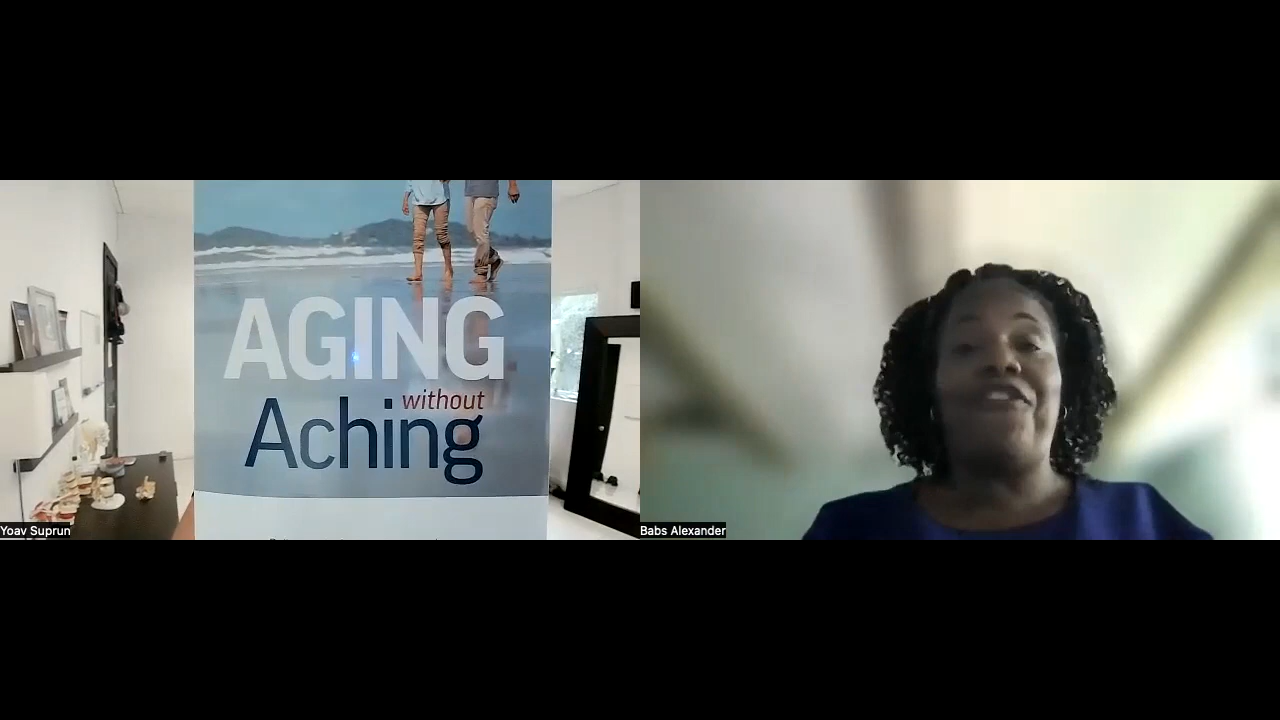 AGING
without
Aching
Yoav Suprun
Babs Alexander